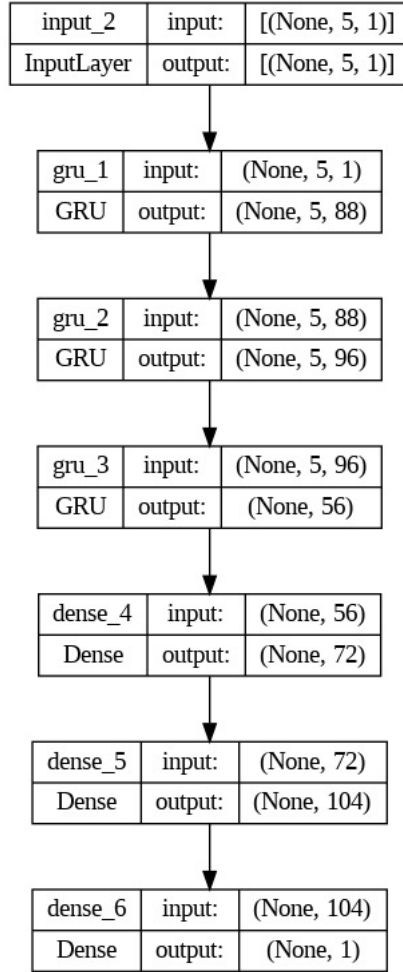 input_2 input: [(None, 5, 1)]
InputLayer output: [(None, 5, 1)]
gru_1 input: (None, 5, 1)
GRU output: (None, 5, 88)
gru_2 input: (None, 5, 88)
GRU output: (None, 5, 96)
gru_3 input: (None, 5, 96)
GRU output: (None, 56)
dense_4 input: (None, 56)
Dense output: (None, 72)
dense_5 input: (None, 72)
Dense output: (None, 104)
dense_6 input: (None, 104)
Dense output: (None, 1)